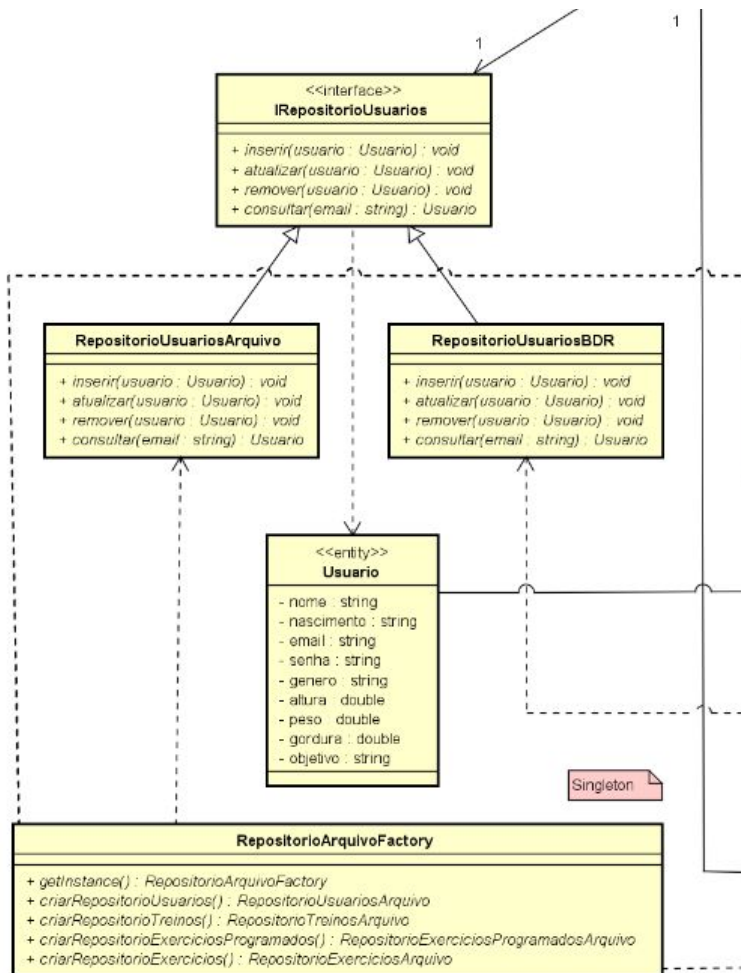 1
1
<<interface>>
IRepositorioUsuarios
+ inserir(usuario : Usuario) : void
+ atualizar(usuario : Usuario) : void
+ remover(usuario : Usuario) : void
+ consultar(email : string) : Usuario
RepositorioUsuariosArquivo
+ inserir(usuario : Usuario) : void
+ atualizar(usuario : Usuario) : void
+ remover(usuario : Usuario) : void
+ consultar(email : string) : Usuario
RepositorioUsuariosBDR
+ inserir(usuario : Usuario) : void
+ atualizar(usuario : Usuario) : void
+ remover(usuario : Usuario) : void
+ consultar(email : string) : Usuario
<<entity>>
Usuario
- nome : string
- nascimento : string
- email : string
- senha : string
- genero : string
- altura : double
- peso : double
- gordura : double
- objetivo : string
Singleton
RepositorioArquivoFactory
+ getInstance() : RepositorioArquivoFactory
+ criarRepositorioUsuarios() : RepositorioUsuariosArquivo
+ criarRepositorioTreinos() : RepositorioTreinosArquivo
+ criarRepositorioExerciciosProgramados() : RepositorioExerciciosProgramadosArquivo
+ criarRepositorioExercicios() : RepositorioExerciciosArquivo